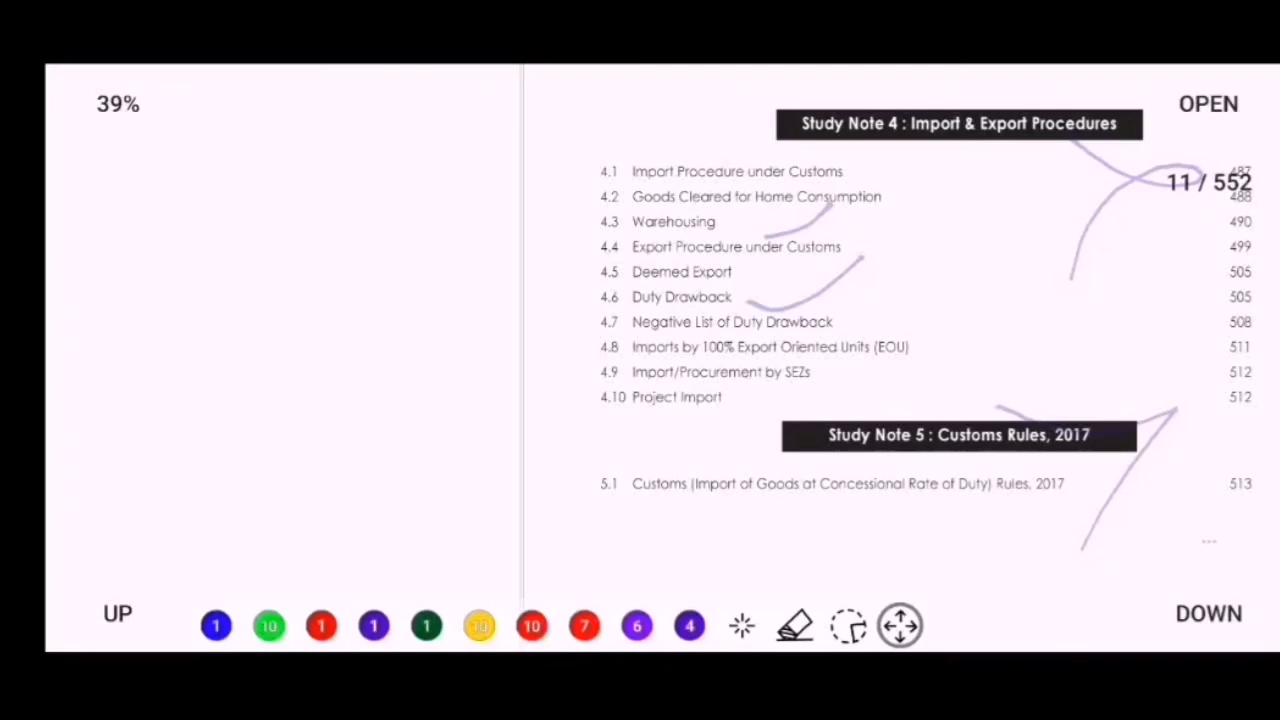 39%
OPEN
Study Note 4 : Import & Export Procedures
11 / 552
4.1 Import Procedure under Customs 487
4.2 Goods Cleared for Home Consumption 488
4.3 Warehousing 490
4.4 Export Procedure under Customs 499
4.5 Deemed Export 505
4.6 Duty Drawback 505
4.7 Negative List of Duty Drawback 508
4.8 Imports by 100% Export Oriented Units (EOU) 511
4.9 Import/Procurement by SEZs 512
4.10 Project Import 512
Study Note 5 : Customs Rules, 2017
5.1 Customs (Import of Goods at Concessional Rate of Duty) Rules, 2017 513
...
UP
DOWN
1 10 1 1 1 10 10 7 6 4